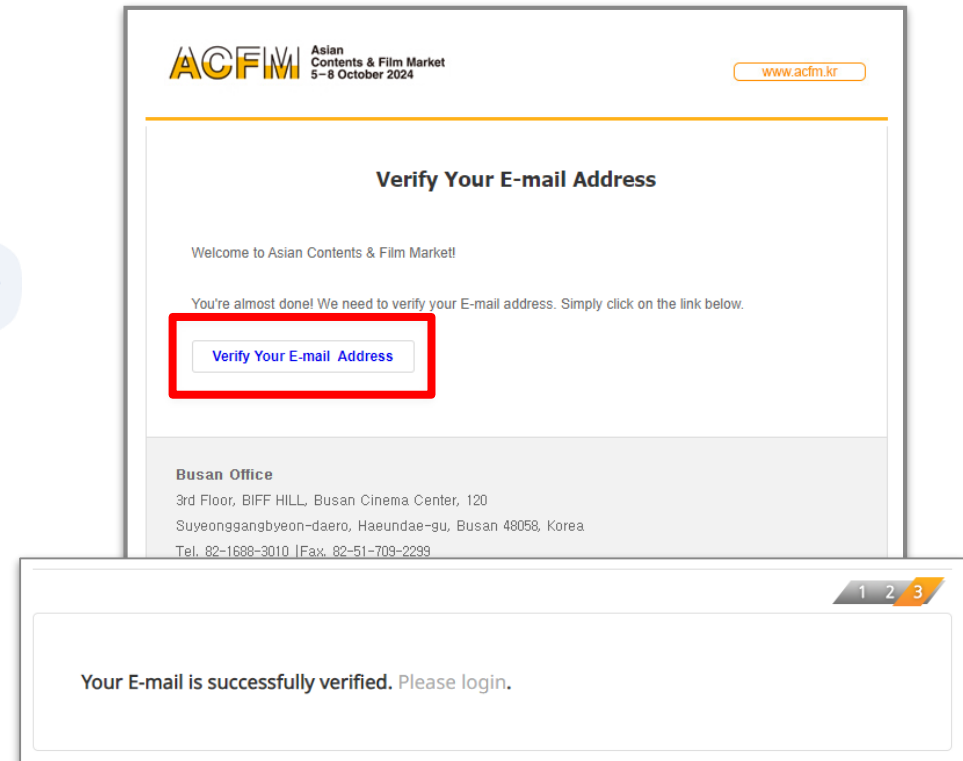 ACFM
Asian
Contents & Film Market
5–8 October 2024
www.acfm.kr
Verify Your E-mail Address
Welcome to Asian Contents & Film Market!
You're almost done! We need to verify your E-mail address. Simply click on the link below.
Verify Your E-mail Address
Busan Office
3rd Floor, BIFF HILL, Busan Cinema Center, 120
Suyeonggangbyeon-daero, Haeundae-gu, Busan 48058, Korea
Tel. 82-1688-3010 |Fax. 82-51-709-2299
1 2 3
Your E-mail is successfully verified. Please login.